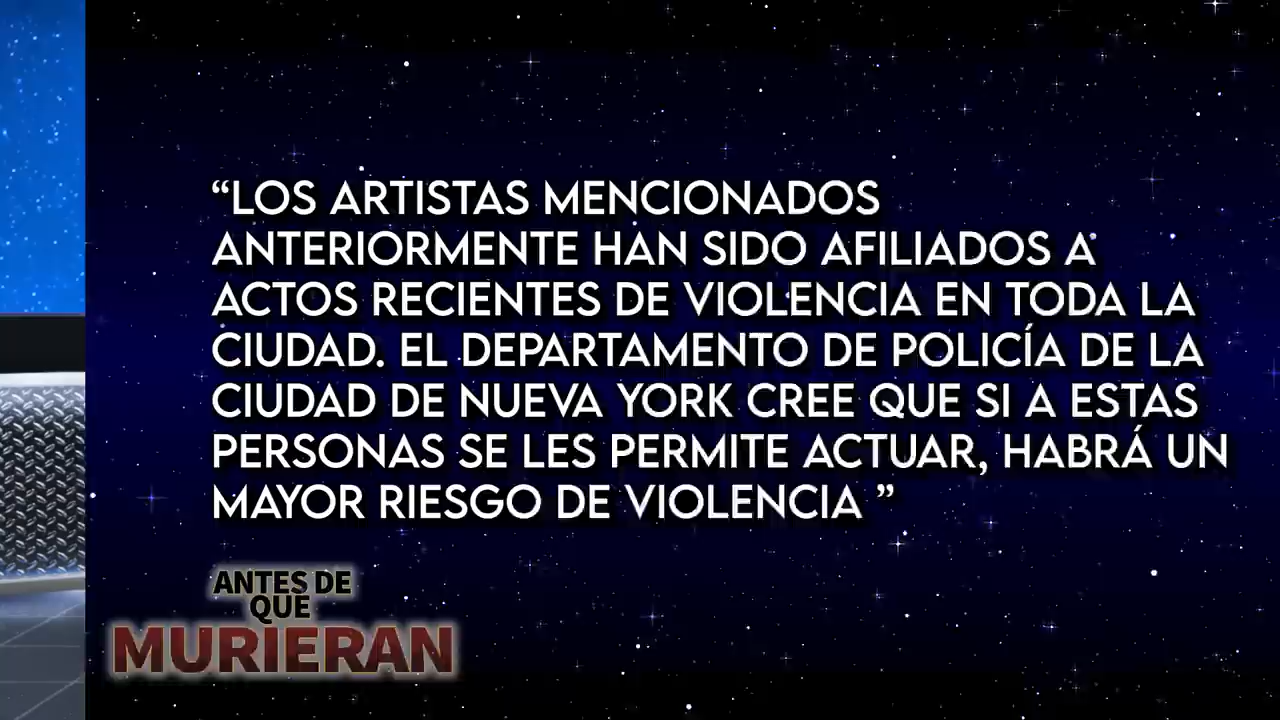 “LOS ARTISTAS MENCIONADOS
ANTERIORMENTE HAN SIDO AFILIADOS A
ACTOS RECIENTES DE VIOLENCIA EN TODA LA
CIUDAD. EL DEPARTAMENTO DE POLICÍA DE LA
CIUDAD DE NUEVA YORK CREE QUE SI A ESTAS
PERSONAS SE LES PERMITE ACTUAR, HABRÁ UN
MAYOR RIESGO DE VIOLENCIA ”
ANTES DE
QUE
MURIERAN